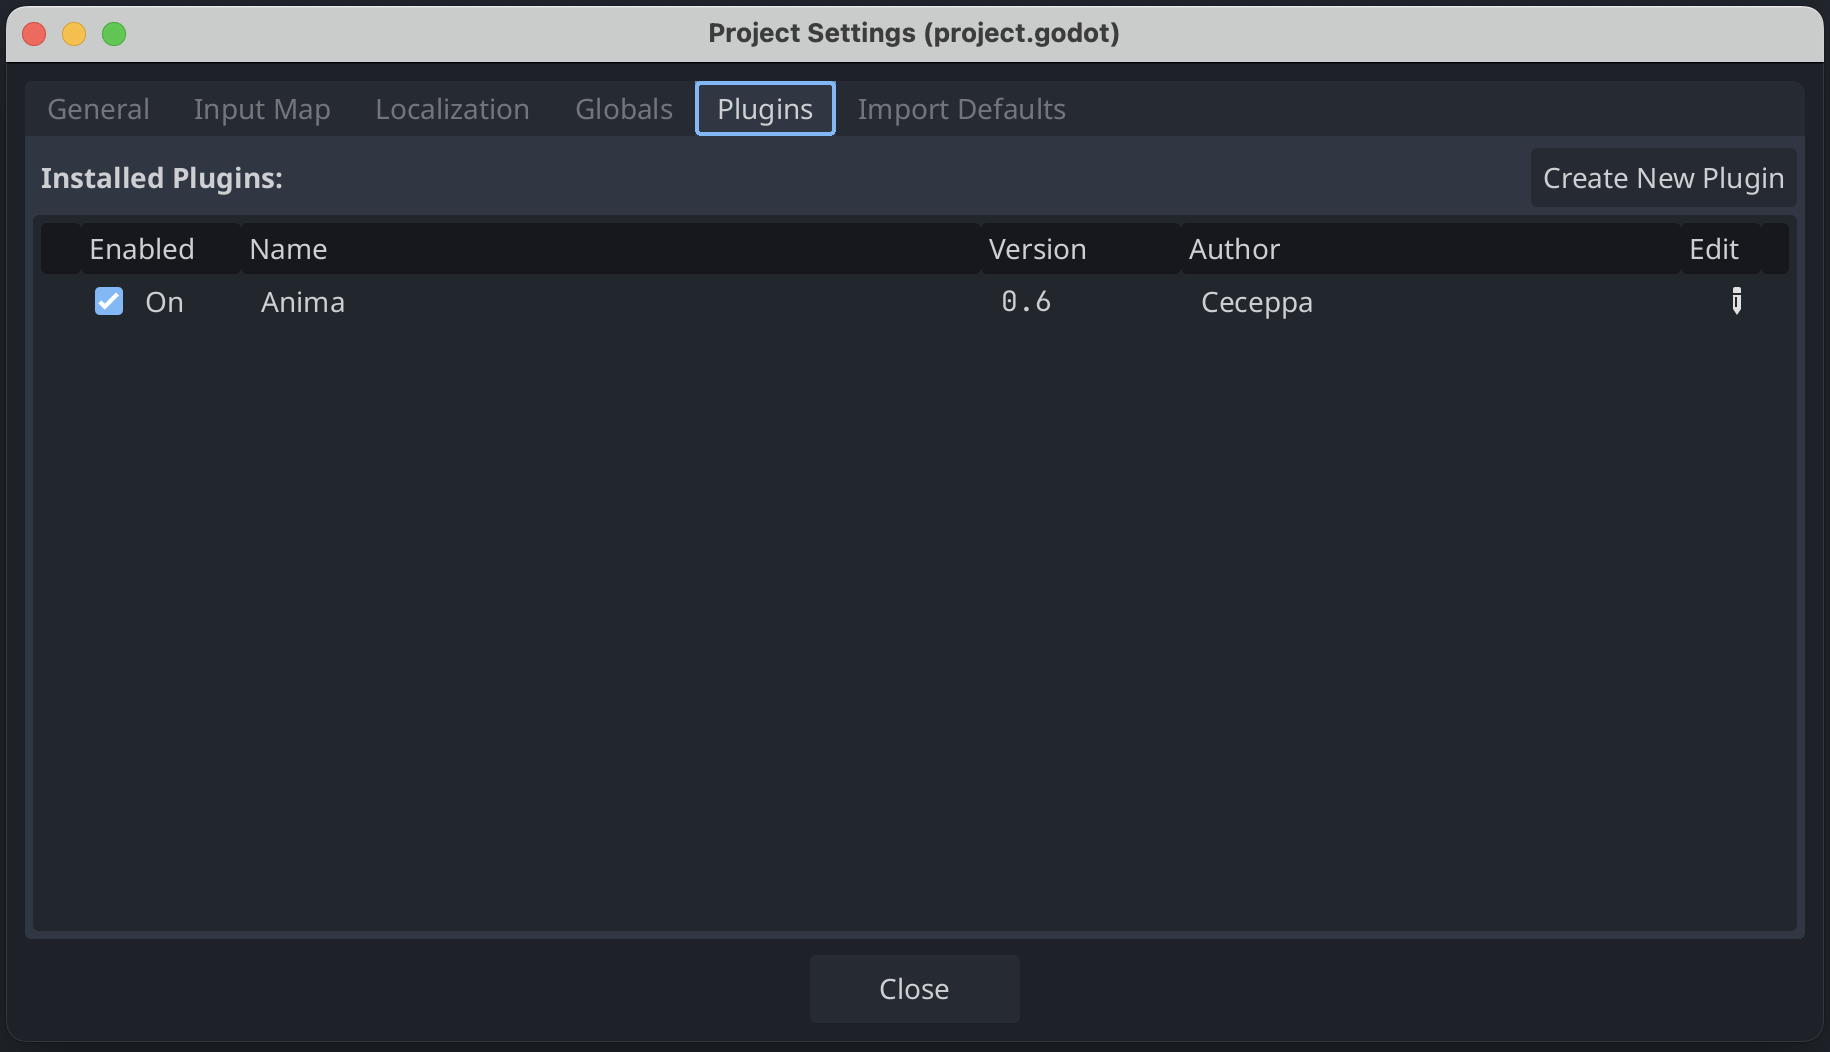 Project Settings (project.godot)
General Input Map Localization Globals Plugins Import Defaults
Installed Plugins: Create New Plugin
Enabled Name Version Author Edit
On Anima 0.6 Ceceppa
Close